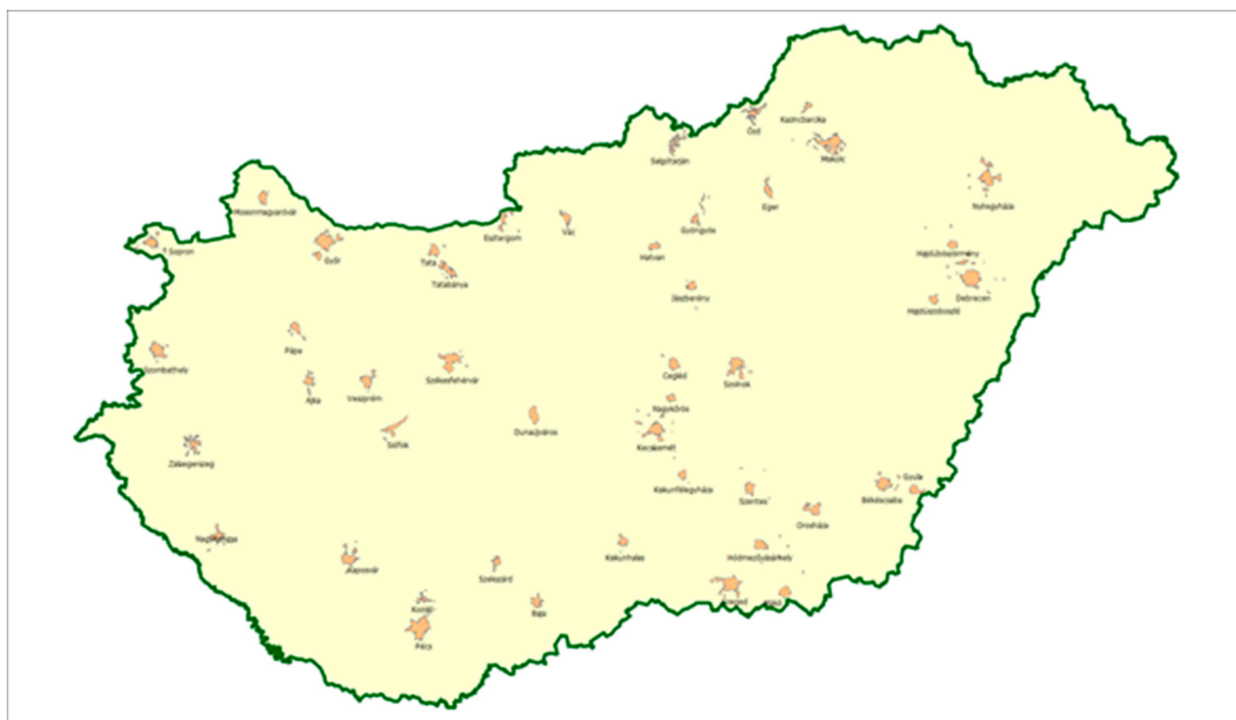 Ózd
Kazincbarcika
Miskolc
Salgótarján
Nyíregyháza
Eger
Mosonmagyaróvár
Gyöngyös
Vác
Esztergom
Sopron
Győr
Hatvan
Hajdúböszörmény
Tata
Tatabánya
Jászberény
Debrecen
Hajdúszoboszló
Pápa
Szombathely
Cegléd
Székesfehérvár
Szolnok
Ajka
Veszprém
Nagykőrös
Dunaújváros
Siófok
Kecskemét
Zalaegerszeg
Gyula
Kiskunfélegyháza
Szentes
Békéscsaba
Orosháza
Nagykanizsa
Kiskunhalas
Hódmezővásárhely
Kaposvár
Szekszárd
Szeged
Komló
Baja
Pécs